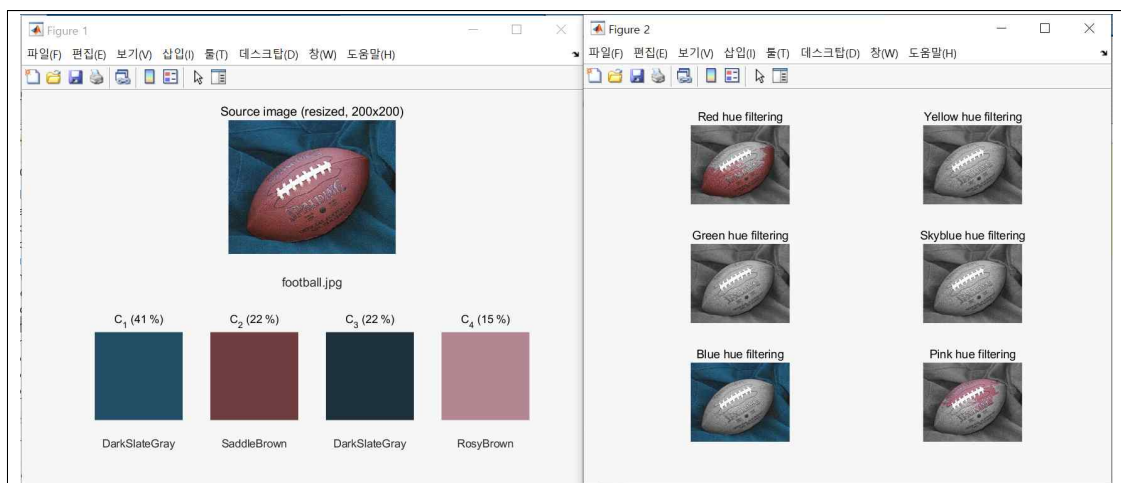 Figure 1
파일(F) 편집(E) 보기(V) 삽입(I) 툴(T) 데스크탑(D) 창(W) 도움말(H)
Source image (resized, 200x200)
football.jpg
C1 (41 %) C2 (22 %) C3 (22 %) C4 (15 %)
DarkSlateGray SaddleBrown DarkSlateGray RosyBrown
Figure 2
파일(F) 편집(E) 보기(V) 삽입(I) 툴(T) 데스크탑(D) 창(W) 도움말(H)
Red hue filtering Yellow hue filtering
Green hue filtering Skyblue hue filtering
Blue hue filtering Pink hue filtering